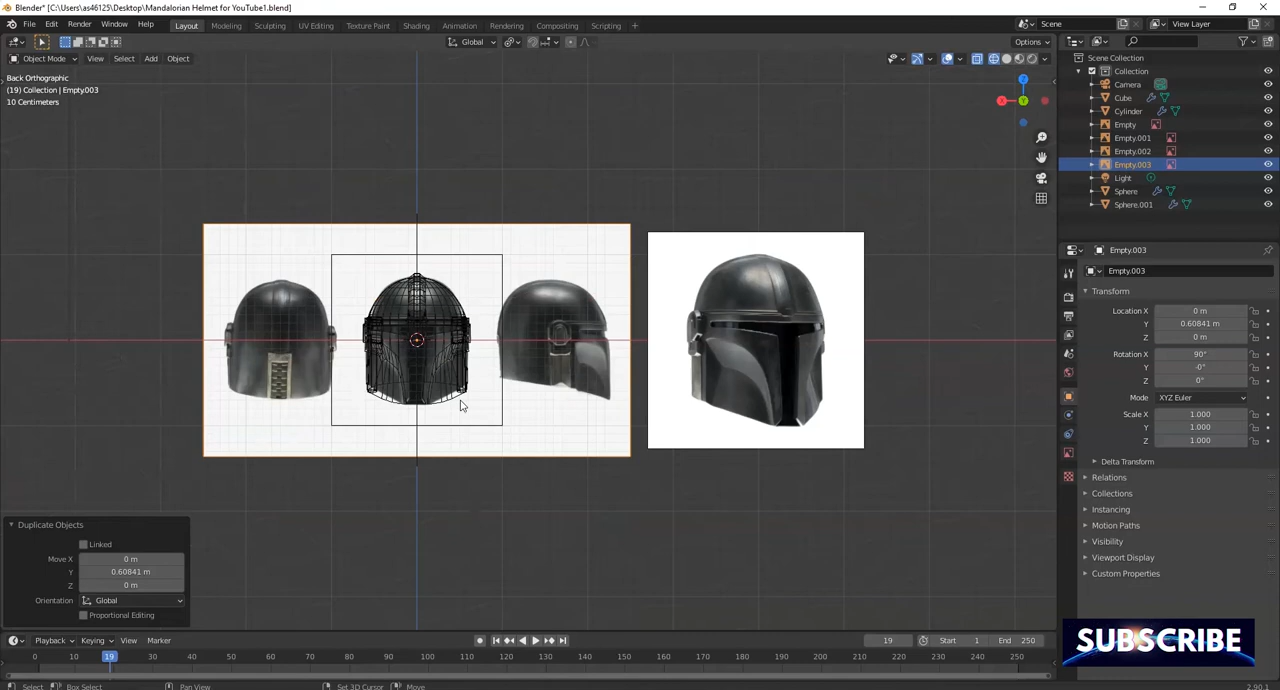 Blender* [C:\Users\as46125\Desktop\Mandalorian Helmet for YouTube1.blend]
File Edit Render Window Help Layout Modeling Sculpting UV Editing Texture Paint Shading Animation Rendering Compositing Scripting + Scene View Layer
Global Options
Object Mode View Select Add Object
Back Orthographic
(19) Collection | Empty.003
10 Centimeters
Z
X
Y
Scene Collection
Collection
Camera
Cube
Cylinder
Empty
Empty.001
Empty.002
Empty.003
Light
Sphere
Sphere.001
Empty.003
Empty.003
Transform
Location X 0 m
Y 0.60841 m
Z 0 m
Rotation X 90°
Y -0°
Z 0°
Mode XYZ Euler
Scale X 1.000
Y 1.000
Z 1.000
Delta Transform
Relations
Collections
Instancing
Motion Paths
Visibility
Viewport Display
Custom Properties
Duplicate Objects
Linked
Move X 0 m
Y 0.60841 m
Z 0 m
Orientation Global
Proportional Editing
SUBSCRIBE
Playback Keying View Marker 19 Start 1 End 250
0 10 19 30 40 50 60 70 80 90 100 110 120 130 140 150 160 170 180 190 200 210 220 230 240 250
Select Box Select Pan View Set 3D Cursor Move 2.90.1